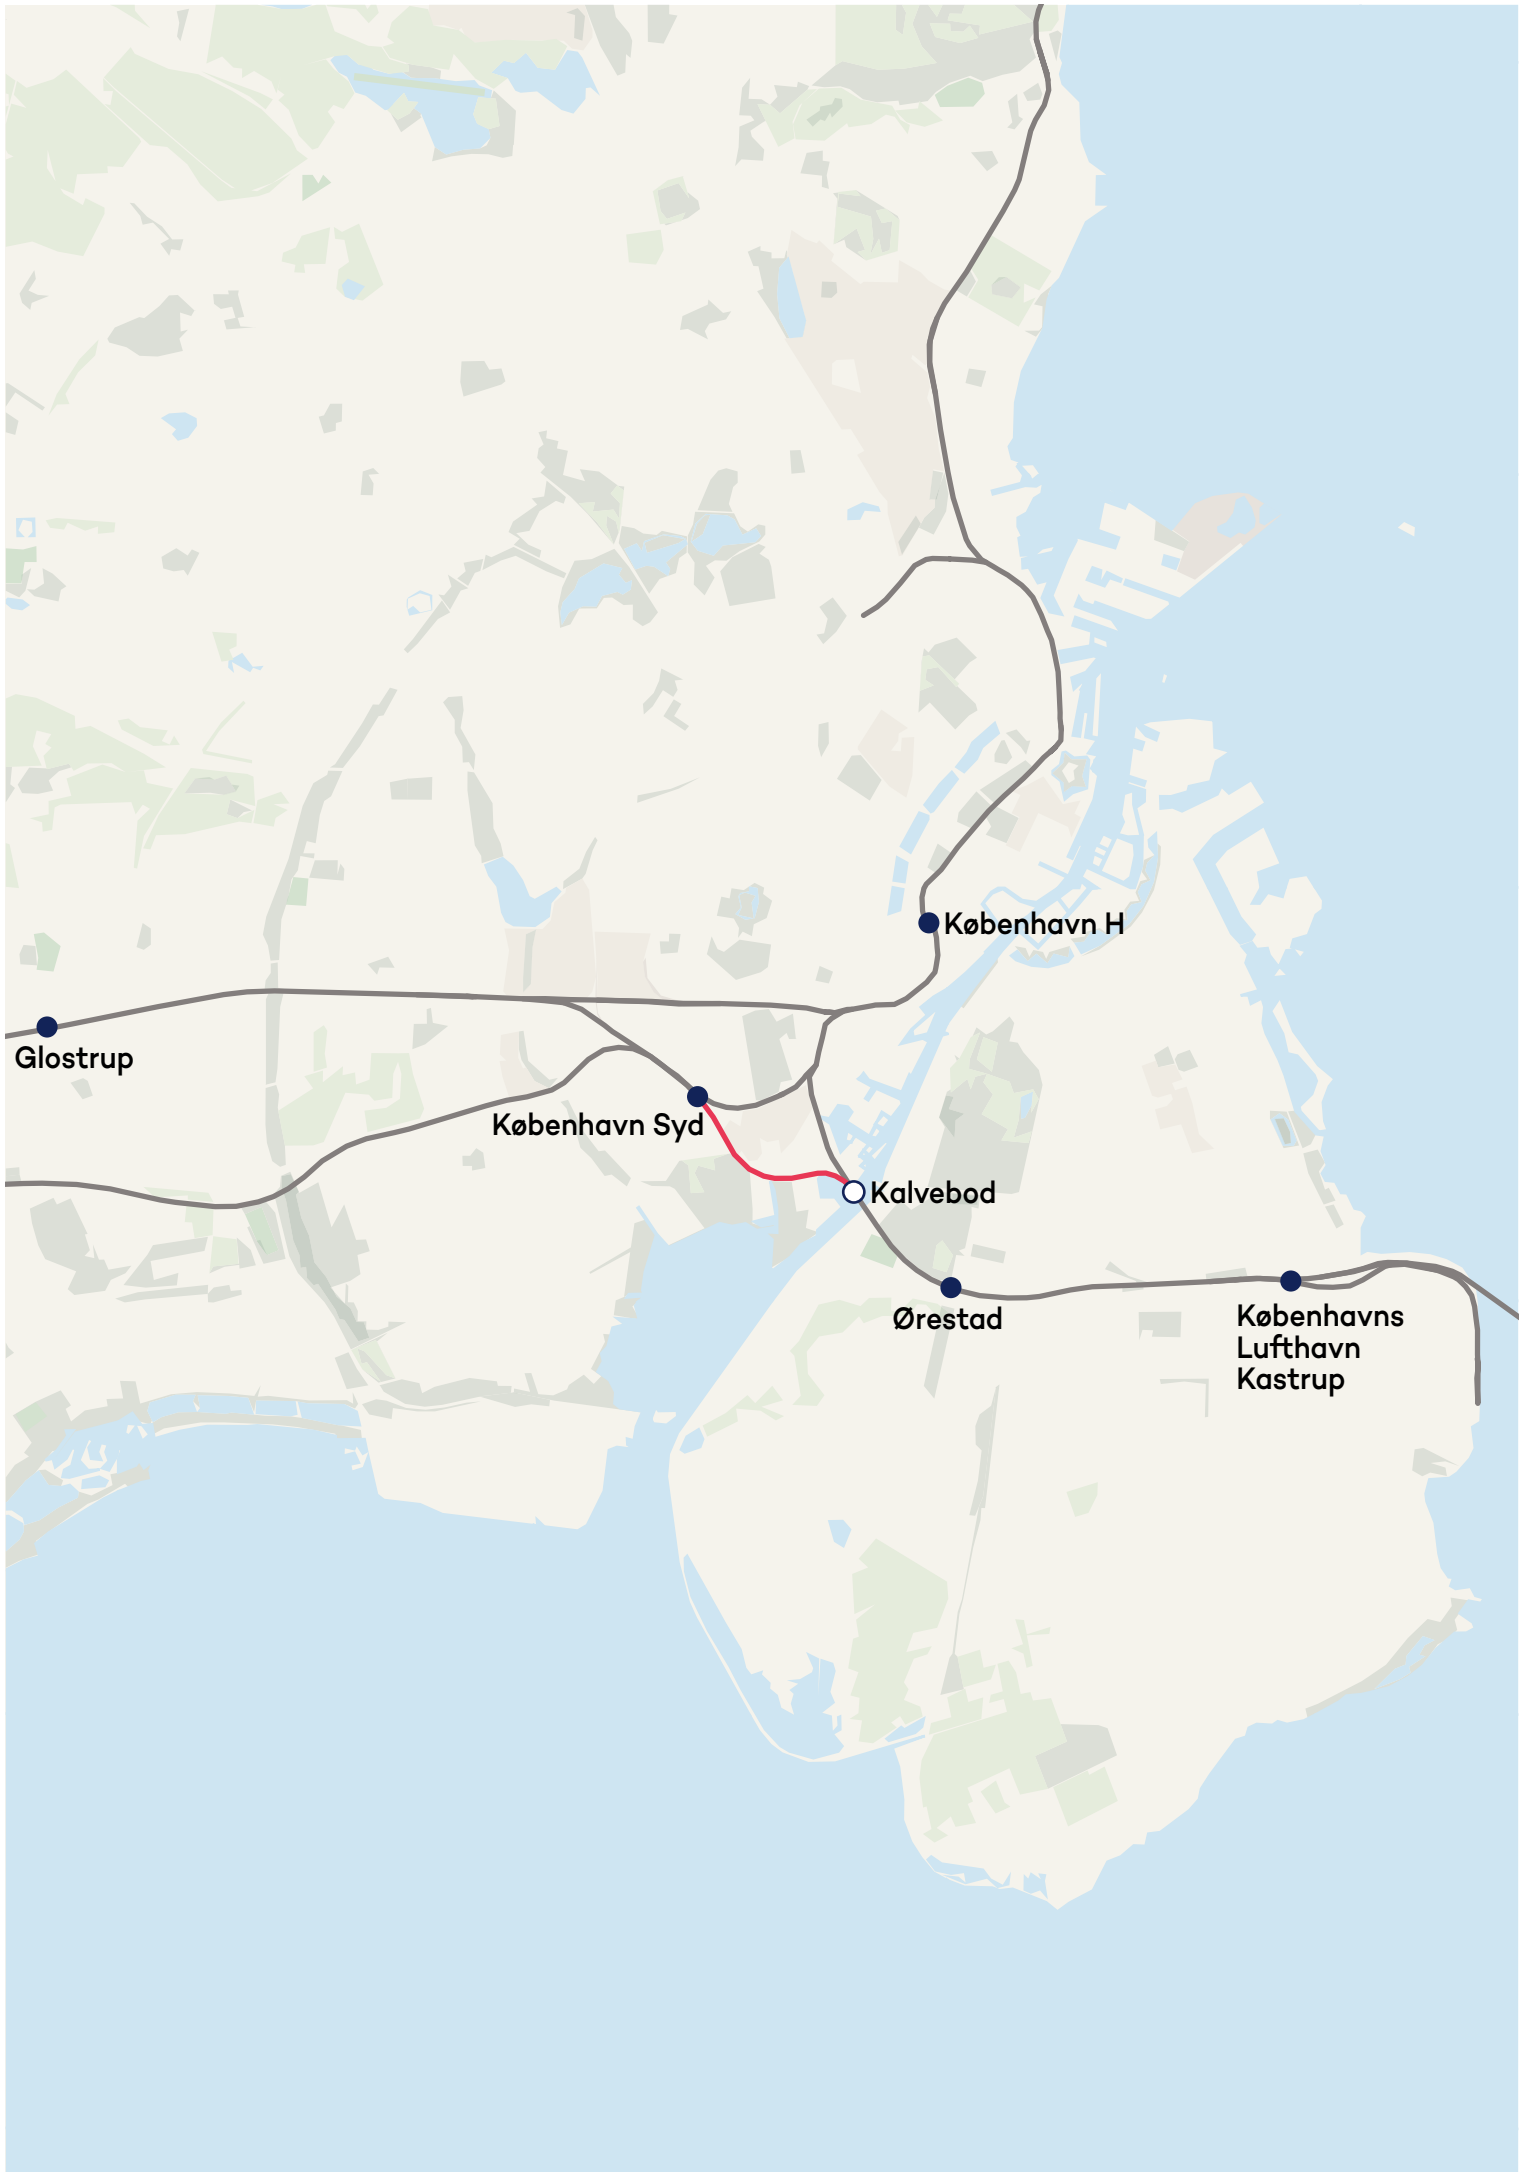 København H
Glostrup
København Syd
Kalvebod
Ørestad
Københavns
Lufthavn
Kastrup